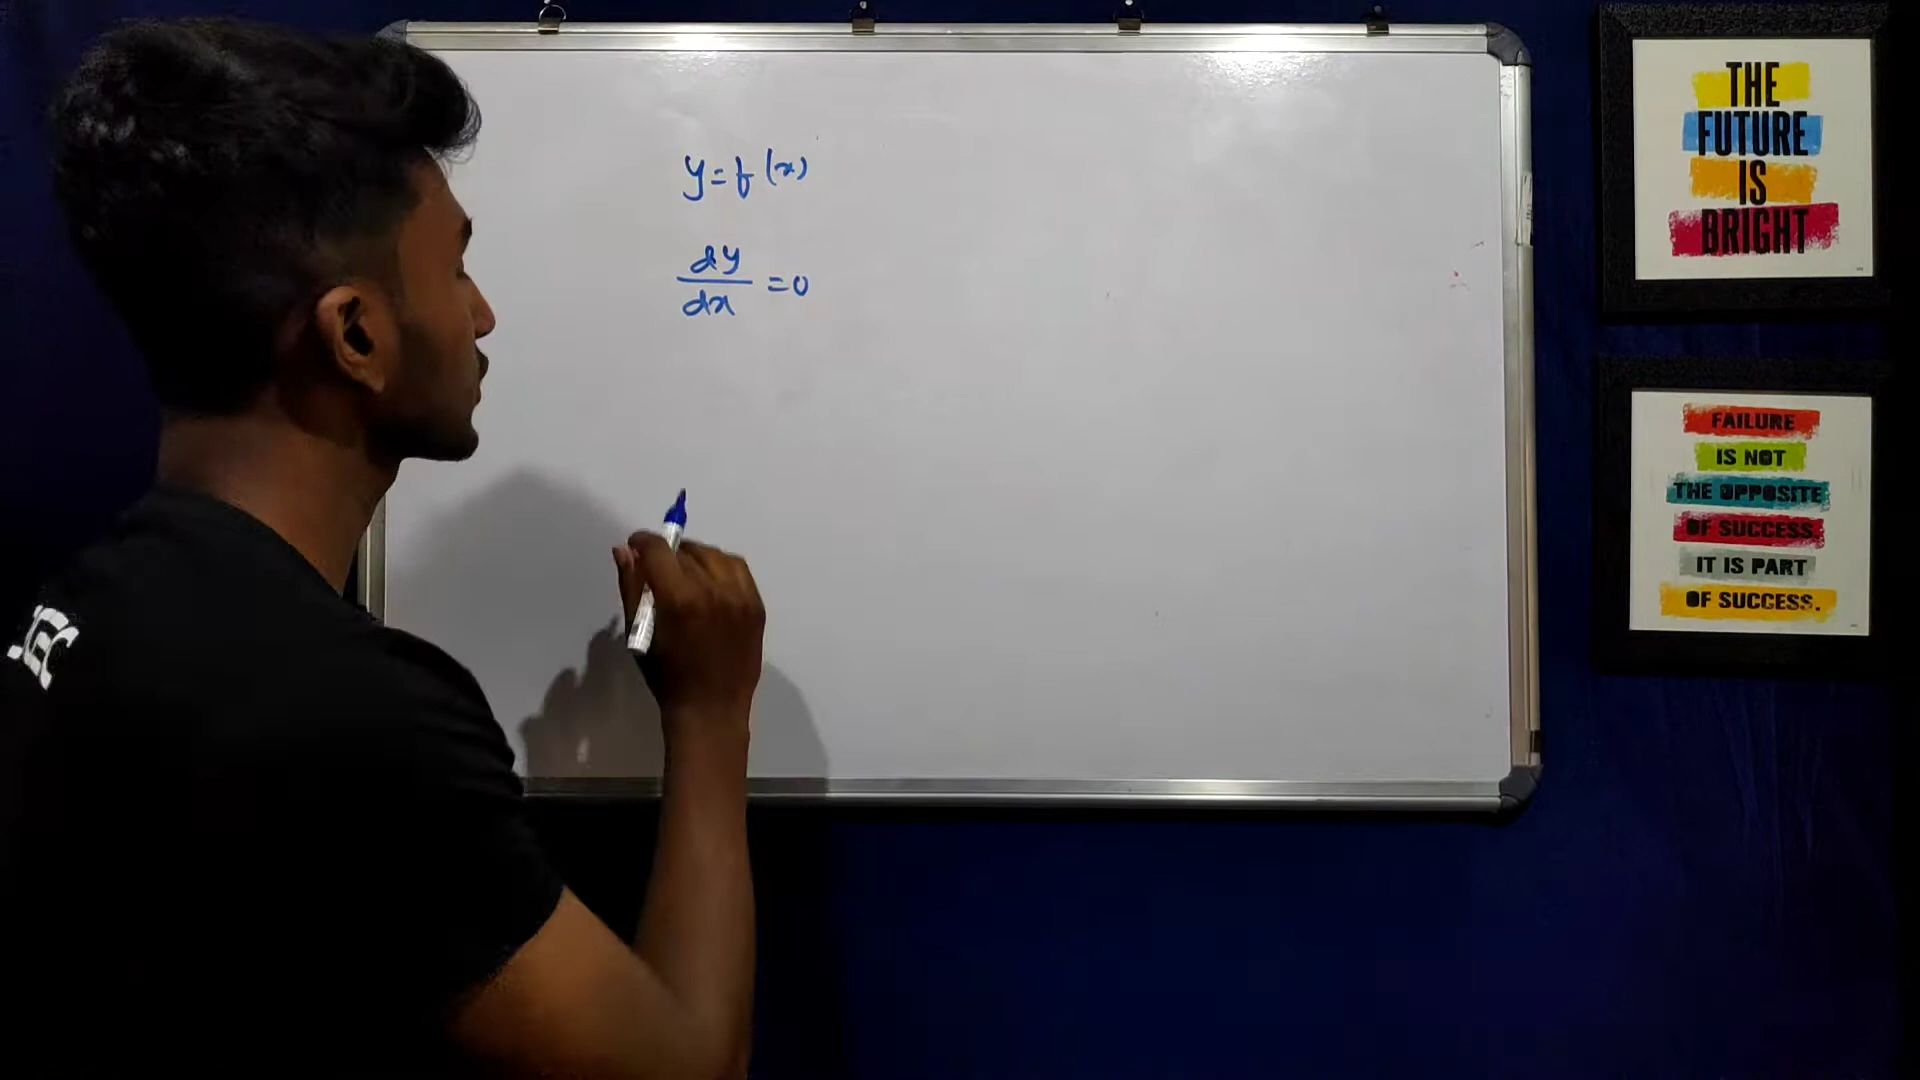 y=f(x)
dy/dx =0
THE
FUTURE
IS
BRIGHT
FAILURE
IS NOT
THE OPPOSITE
OF SUCCESS
IT IS PART
OF SUCCESS.